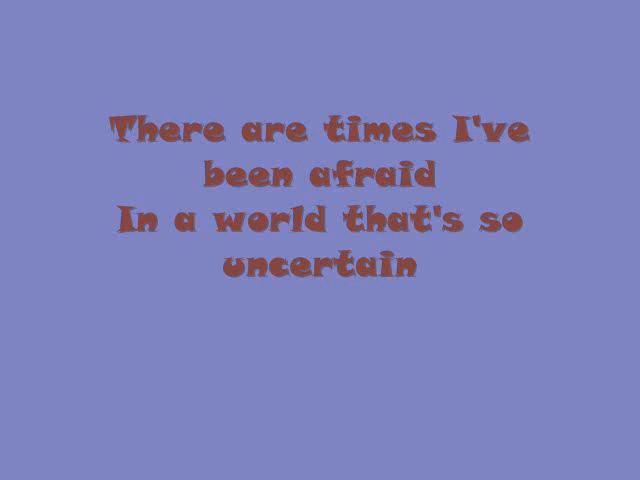 There are times I've
been afraid
In a world that's so
uncertain